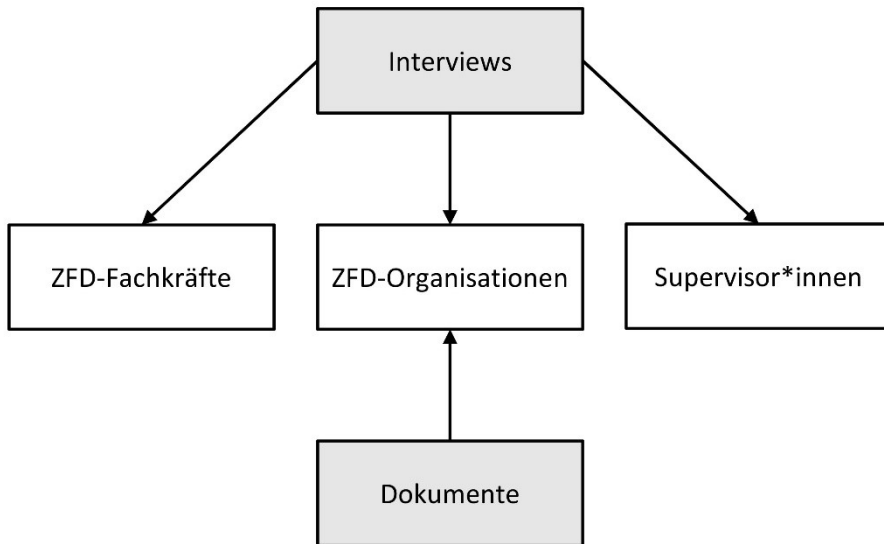 Interviews
ZFD-Fachkräfte
ZFD-Organisationen
Supervisor*innen
Dokumente